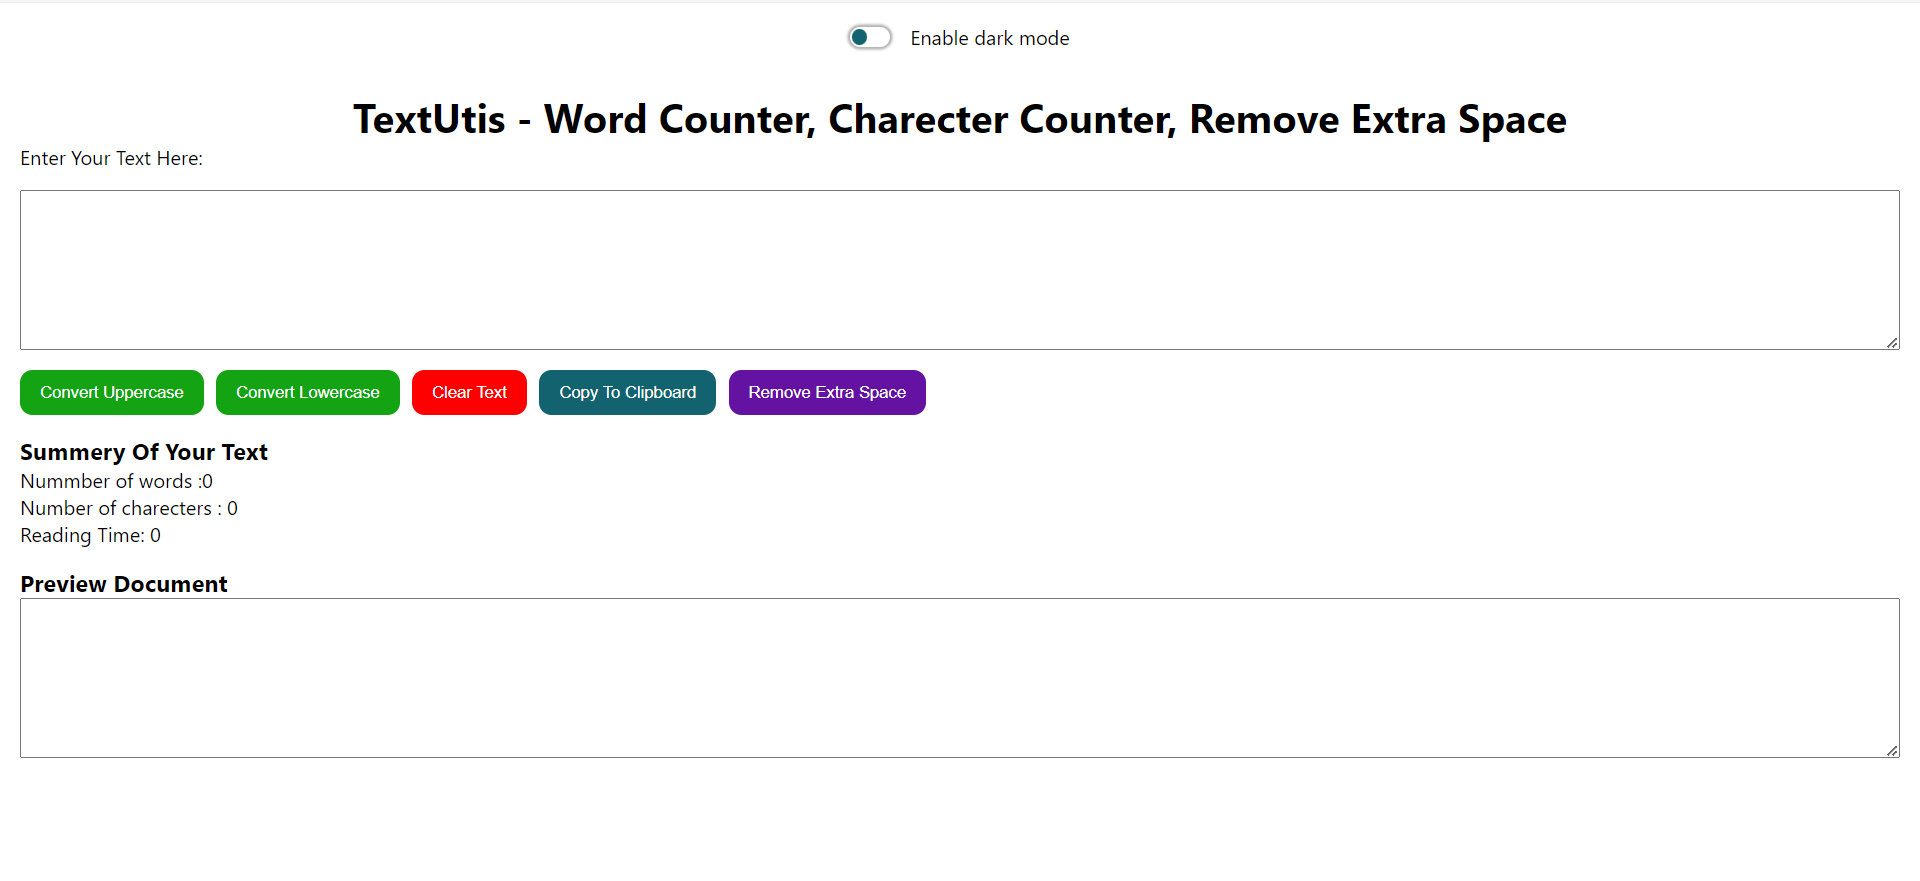 Enable dark mode
TextUtis - Word Counter, Charecter Counter, Remove Extra Space
Enter Your Text Here:
Convert Uppercase Convert Lowercase Clear Text Copy To Clipboard Remove Extra Space
Summery Of Your Text
Nummber of words :0
Number of charecters : 0
Reading Time: 0
Preview Document